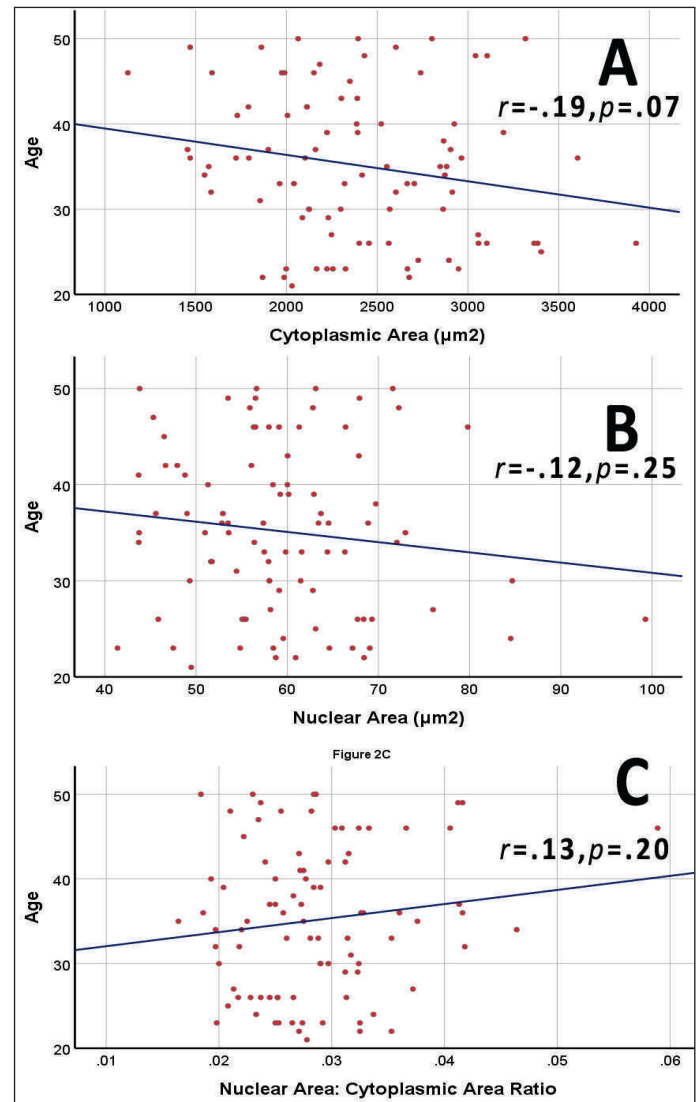 A
r=-.19,p=.07
50
40
30
20
Age
1000 1500 2000 2500 3000 3500 4000
Cytoplasmic Area (µm2)
B
r=-.12,p=.25
50
40
30
20
Age
40 50 60 70 80 90 100
Nuclear Area (µm2)
Figure 2C
C
r=.13,p=.20
50
40
30
20
Age
.01 .02 .03 .04 .05 .06
Nuclear Area: Cytoplasmic Area Ratio